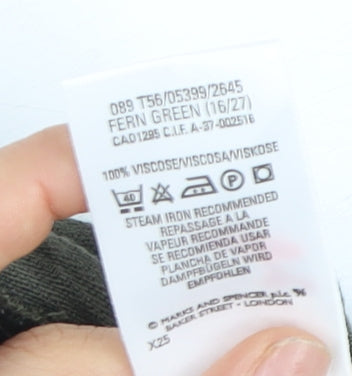 089 T56/05399/2645
FERN GREEN (16/27)
CAD1295 C.I.F. A-37-002516
100% VISCOSE/VISCOSA/VISKOSE
40 P
STEAM IRON RECOMMENDED
REPASSAGE A LA
VAPEUR RECOMMANDE
SE RECOMIENDA USAR
PLANCHA DE VAPOR
DAMPFBÜGELN WIRD
EMPFOHLEN
© MARKS AND SPENCER p.l.c.
BAKER STREET - LONDON
X25